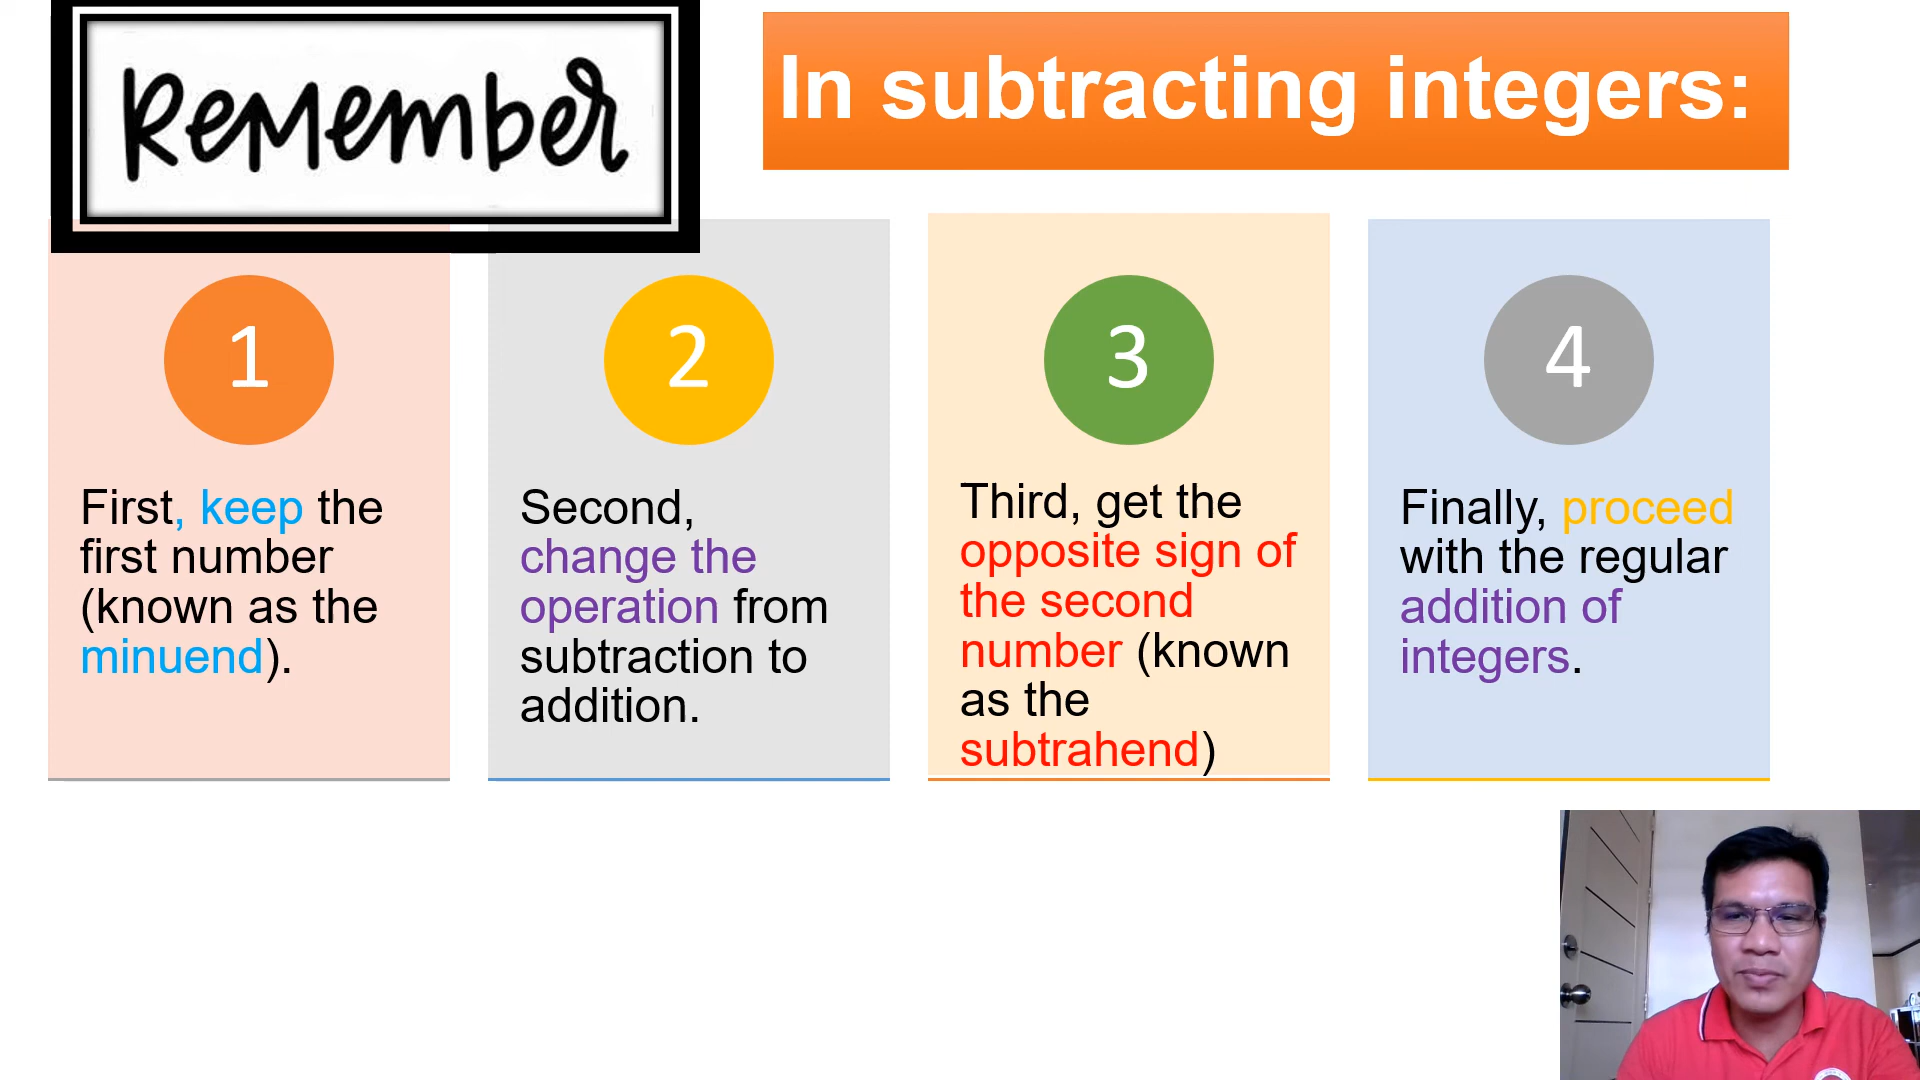 Remember
In subtracting integers:
1
First, keep the
first number
(known as the
minuend).
2
Second,
change the
operation from
subtraction to
addition.
3
Third, get the
opposite sign of
the second
number (known
as the
subtrahend)
4
Finally, proceed
with the regular
addition of
integers.